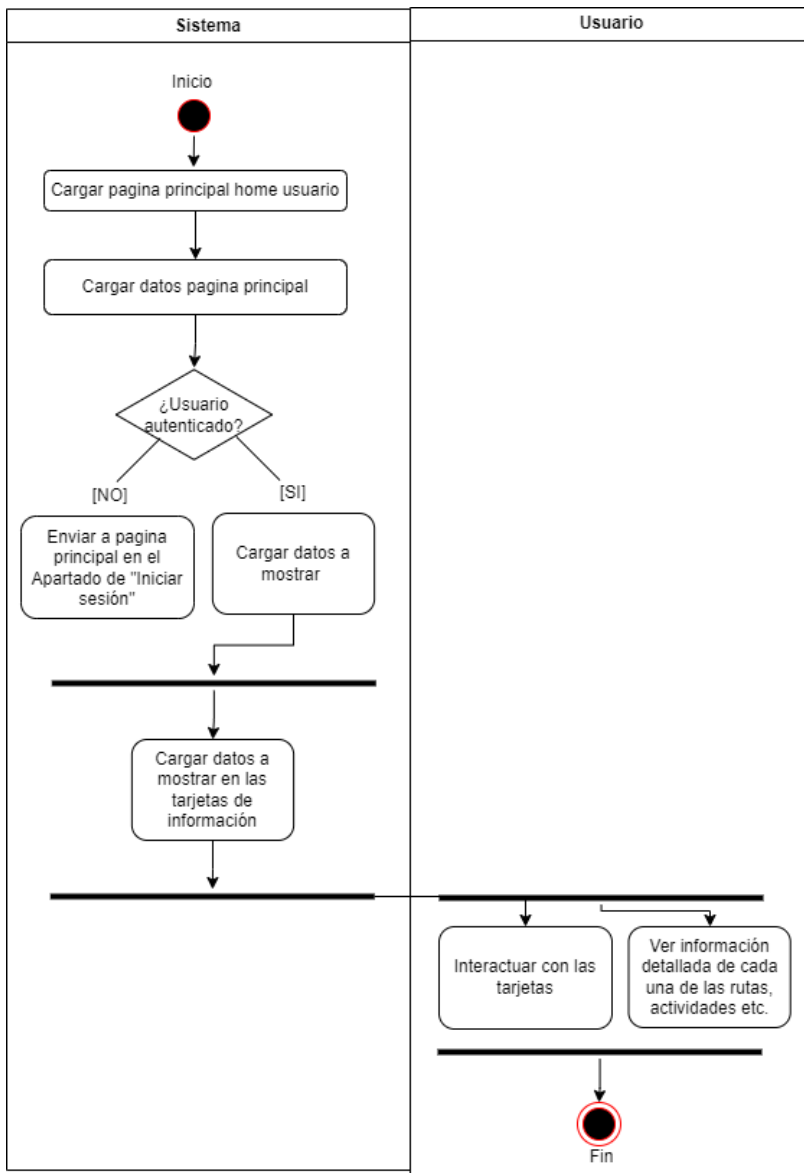 Sistema
Usuario
Inicio
Cargar pagina principal home usuario
Cargar datos pagina principal
¿Usuario
autenticado?
[NO]
[SI]
Enviar a pagina
principal en el
Apartado de "Iniciar
sesión"
Cargar datos a
mostrar
Cargar datos a
mostrar en las
tarjetas de
información
Interactuar con las
tarjetas
Ver información
detallada de cada
una de las rutas,
actividades etc.
Fin